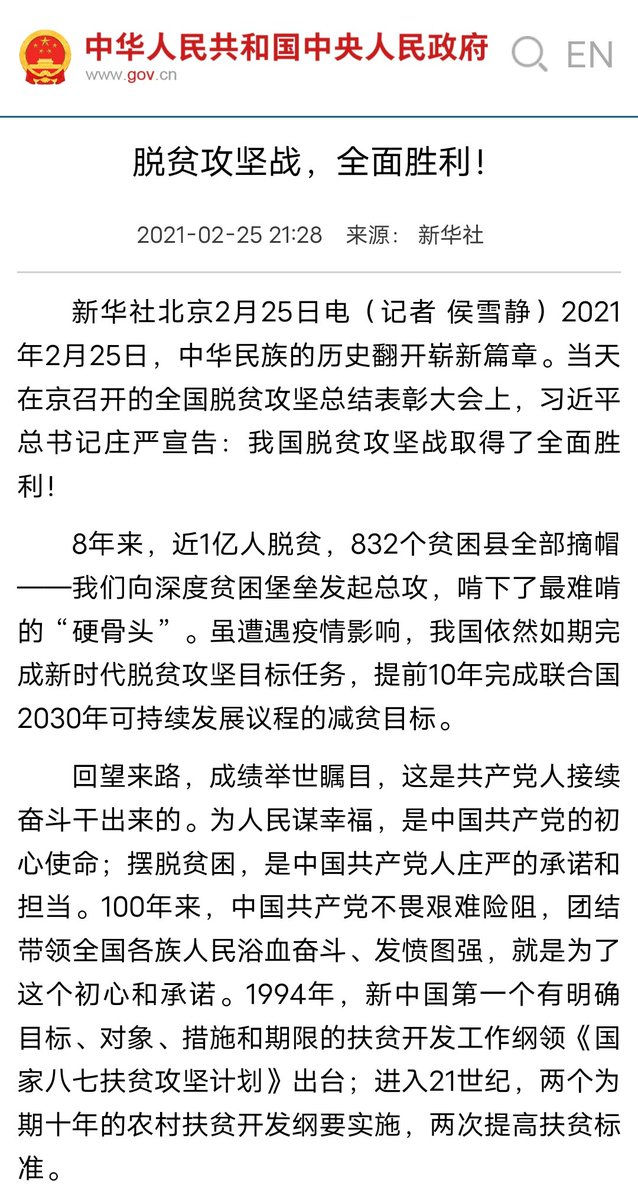 中华人民共和国中央人民政府
www.gov.cn
EN
脱贫攻坚战，全面胜利！
2021-02-25 21:28 来源： 新华社
新华社北京2月25日电（记者 侯雪静）2021
年2月25日，中华民族的历史翻开崭新篇章。当天
在京召开的全国脱贫攻坚总结表彰大会上，习近平
总书记庄严宣告：我国脱贫攻坚战取得了全面胜
利！
8年来，近1亿人脱贫，832个贫困县全部摘帽
——我们向深度贫困堡垒发起总攻，啃下了最难啃
的“硬骨头”。虽遭遇疫情影响，我国依然如期完
成新时代脱贫攻坚目标任务，提前10年完成联合国
2030年可持续发展议程的减贫目标。
回望来路，成绩举世瞩目，这是共产党人接续
奋斗干出来的。为人民谋幸福，是中国共产党的初
心使命；摆脱贫困，是中国共产党人庄严的承诺和
担当。100年来，中国共产党不畏艰难险阻，团结
带领全国各族人民浴血奋斗、发愤图强，就是为了
这个初心和承诺。1994年，新中国第一个有明确
目标、对象、措施和期限的扶贫开发工作纲领《国
家八七扶贫攻坚计划》出台；进入21世纪，两个为
期十年的农村扶贫开发纲要实施，两次提高扶贫标
准。